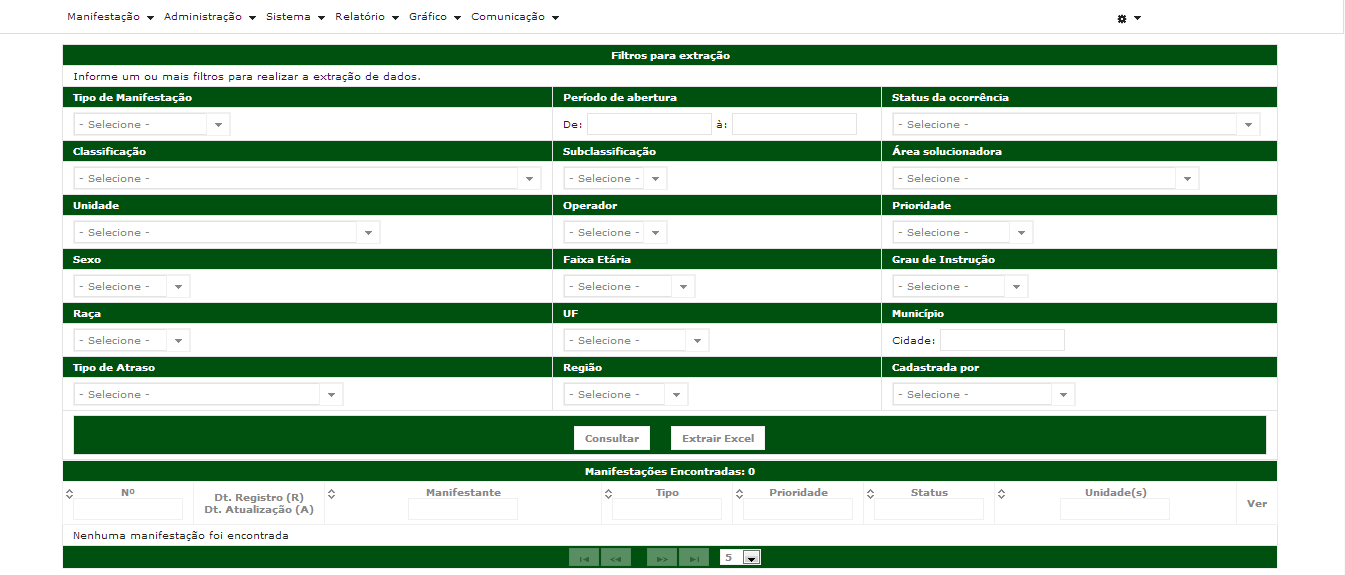 Manifestação Administração Sistema Relatório Gráfico Comunicação
Filtros para extração
Informe um ou mais filtros para realizar a extração de dados.
Tipo de Manifestação Período de abertura Status da ocorrência
- Selecione - De: à: - Selecione -
Classificação Subclassificação Área solucionadora
- Selecione - - Selecione - - Selecione -
Unidade Operador Prioridade
- Selecione - - Selecione - - Selecione -
Sexo Faixa Etária Grau de Instrução
- Selecione - - Selecione - - Selecione -
Raça UF Município
- Selecione - - Selecione - Cidade:
Tipo de Atraso Região Cadastrada por
- Selecione - - Selecione - - Selecione -
Consultar Extrair Excel
Manifestações Encontradas: 0
Nº Dt. Registro (R) Manifestante Tipo Prioridade Status Unidade(s) Ver
Dt. Atualização (A)
Nenhuma manifestação foi encontrada
5